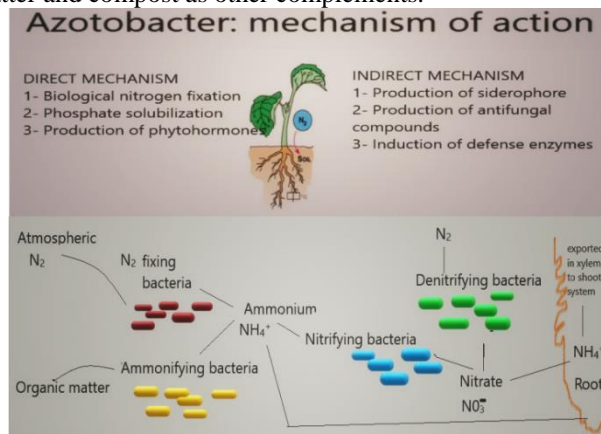 atter and compost as other complements.
Azotobacter: mechanism of action
DIRECT MECHANISM
1- Biological nitrogen fixation
2- Phosphate solubilization
3- Production of phytohormones
INDIRECT MECHANISM
1- Production of siderophore
2- Production of antifungal
compounds
3- Induction of defense enzymes
N₂
SOIL
Atmospheric
N₂
N₂ fixing
bacteria
Ammonium
NH₄⁺
Ammonifying bacteria
Organic matter
N₂
Denitrifying bacteria
Nitrifying bacteria
Nitrate
NO₃⁻
exported
in xylem
to shoot
system
NH₄⁺
Root